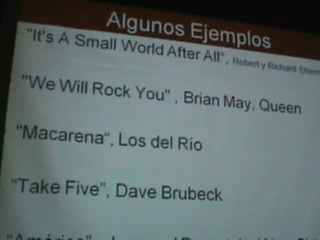 Algunos Ejemplos
"It's A Small World After All", Robert y Richard
"We Will Rock You" , Brian May, Queen
"Macarena", Los del Rio
"Take Five", Dave Brubeck